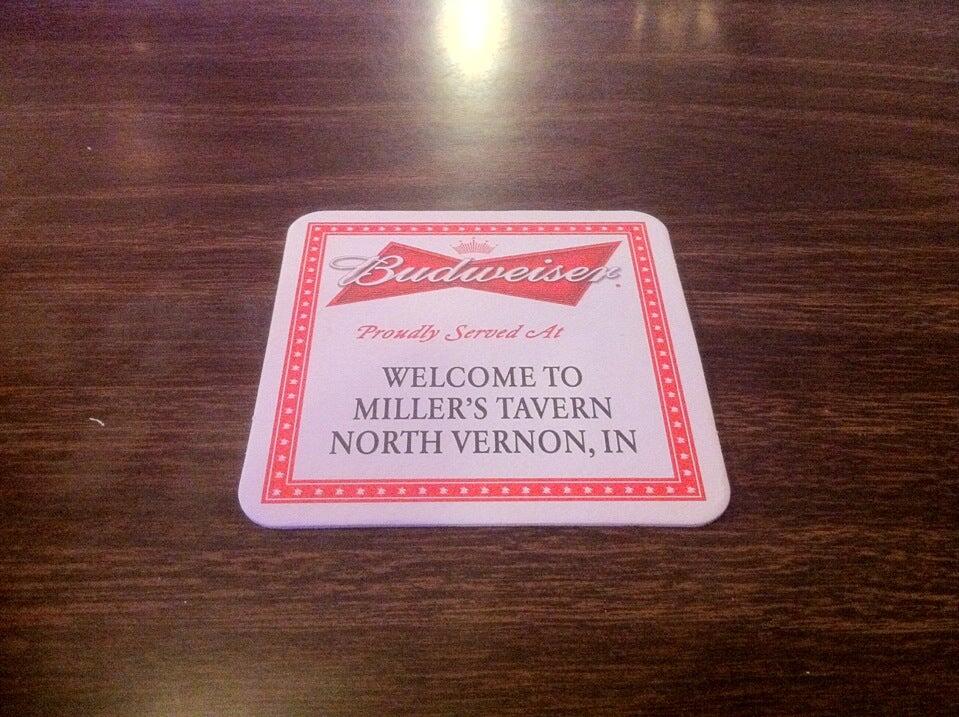 Budweiser
Proudly Served At
WELCOME TO
MILLER'S TAVERN
NORTH VERNON, IN